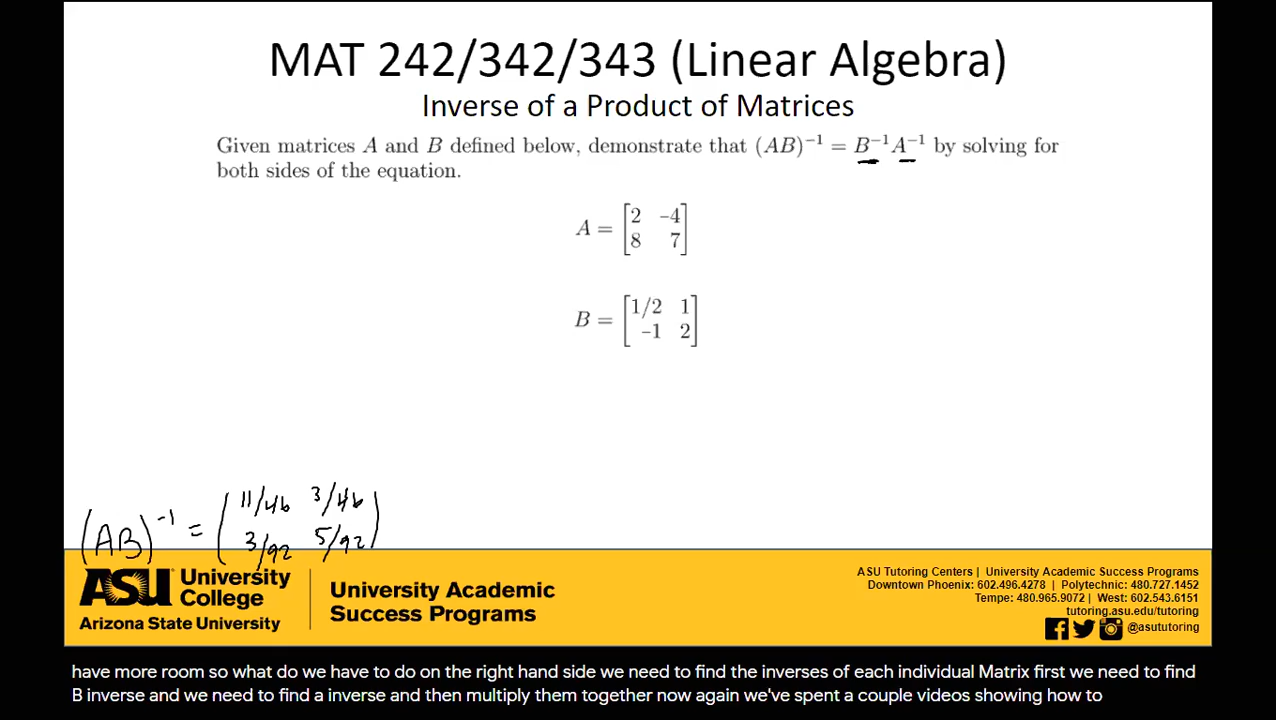 MAT 242/342/343 (Linear Algebra)
Inverse of a Product of Matrices
Given matrices A and B defined below, demonstrate that (AB)⁻¹ = B⁻¹A⁻¹ by solving for
both sides of the equation.
A = [2 -4
8 7]
B = [1/2 1
-1 2]
(AB)⁻¹ = (11/46 3/46
3/92 5/92)
ASU University College
Arizona State University
University Academic
Success Programs
ASU Tutoring Centers | University Academic Success Programs
Downtown Phoenix: 602.496.4278 | Polytechnic: 480.727.1452
Tempe: 480.965.9072 | West: 602.543.6151
tutoring.asu.edu/tutoring
@asututoring
have more room so what do we have to do on the right hand side we need to find the inverses of each individual Matrix first we need to find
B inverse and we need to find a inverse and then multiply them together now again we've spent a couple videos showing how to